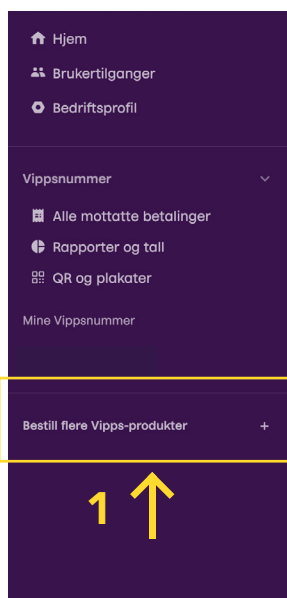 Hjem
Brukertilganger
Bedriftsprofil
Vippsnummer
Alle mottatte betalinger
Rapporter og tall
QR og plakater
Mine Vippsnummer
Bestill flere Vipps-produkter +
1